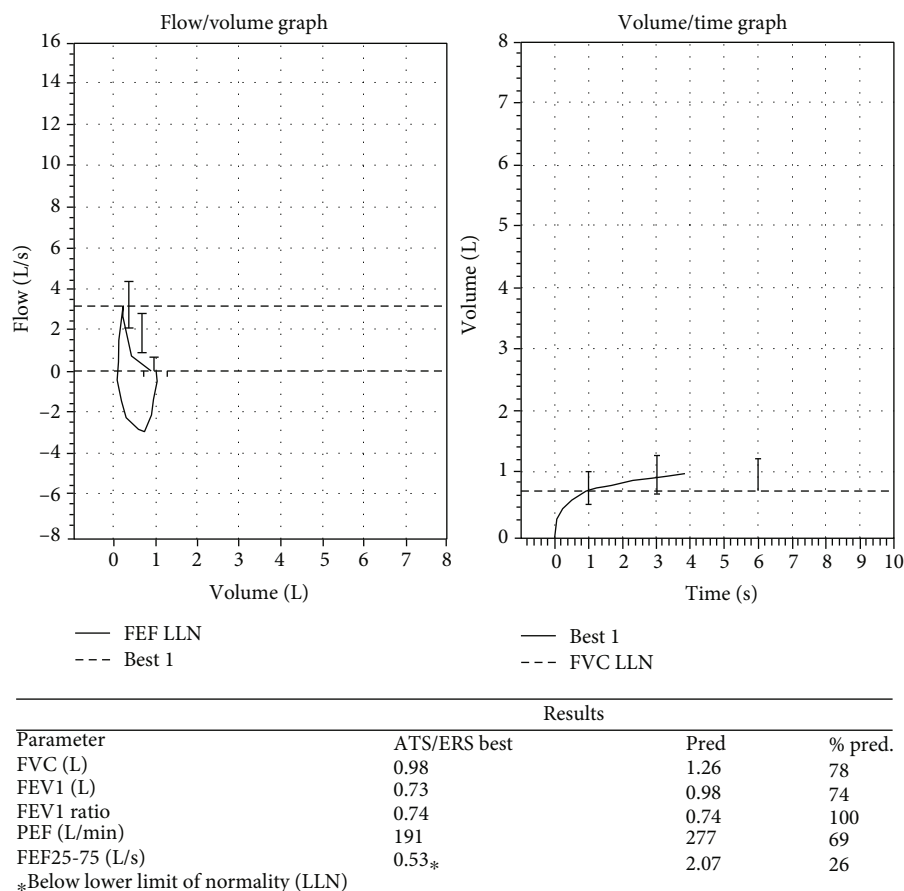 Flow/volume graph
16
14
12
10
8
6
4
2
0
−2
−4
−6
−8
Flow (L/s)
0 1 2 3 4 5 6 7 8
Volume (L)
FEF LLN
Best 1
Volume/time graph
8
7
6
5
4
3
2
1
0
Volume (L)
0 1 2 3 4 5 6 7 8 9 10
Time (s)
Best 1
FVC LLN
Results
Parameter ATS/ERS best Pred % pred.
FVC (L) 0.98 1.26 78
FEV1 (L) 0.73 0.98 74
FEV1 ratio 0.74 0.74 100
PEF (L/min) 191 277 69
FEF25-75 (L/s) 0.53* 2.07 26
*Below lower limit of normality (LLN)